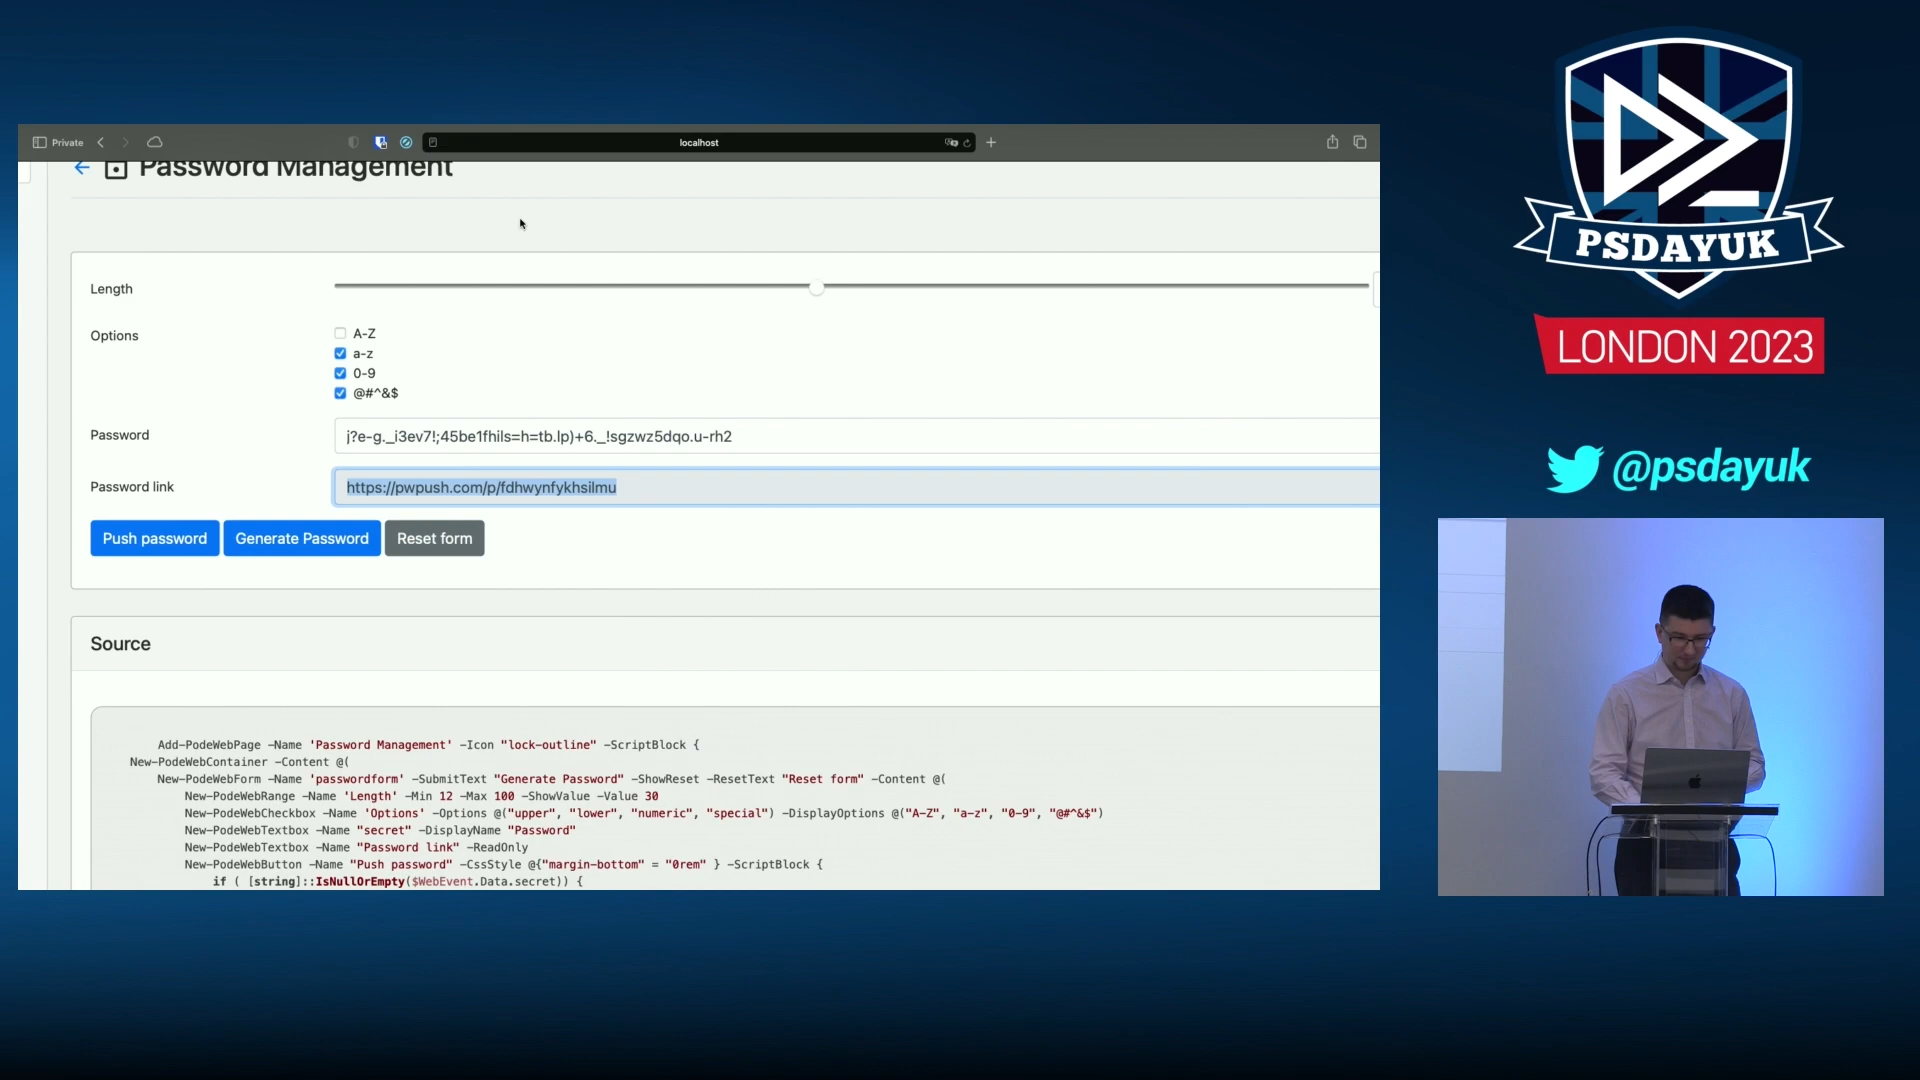 Private
localhost
Password Management
Length
Options
A-Z
a-z
0-9
@#^&$
Password
j?e-g._i3ev7!;45be1fhils=h=tb.lp)+6._!sgzwz5dqo.u-rh2
Password link
https://pwpush.com/p/fdhwynfykhsilmu
Push password
Generate Password
Reset form
Source
Add-PodeWebPage -Name 'Password Management' -Icon "lock-outline" -ScriptBlock {
New-PodeWebContainer -Content @(
New-PodeWebForm -Name 'passwordform' -SubmitText "Generate Password" -ShowReset -ResetText "Reset form" -Content @(
New-PodeWebRange -Name 'Length' -Min 12 -Max 100 -ShowValue -Value 30
New-PodeWebCheckbox -Name 'Options' -Options @("upper", "lower", "numeric", "special") -DisplayOptions @("A-Z", "a-z", "0-9", "@#^&$")
New-PodeWebTextbox -Name "secret" -DisplayName "Password"
New-PodeWebTextbox -Name "Password link" -ReadOnly
New-PodeWebButton -Name "Push password" -CssStyle @{"margin-bottom" = "0rem" } -ScriptBlock {
if ( [string]::IsNullOrEmpty($WebEvent.Data.secret)) {
PSDAYUK
LONDON 2023
@psdayuk